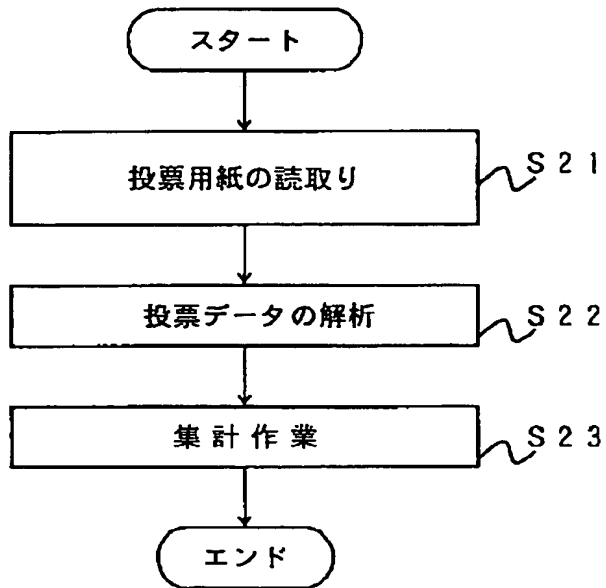 スタート
投票用紙の読取り
S21
投票データの解析
S22
集計作業
S23
エンド